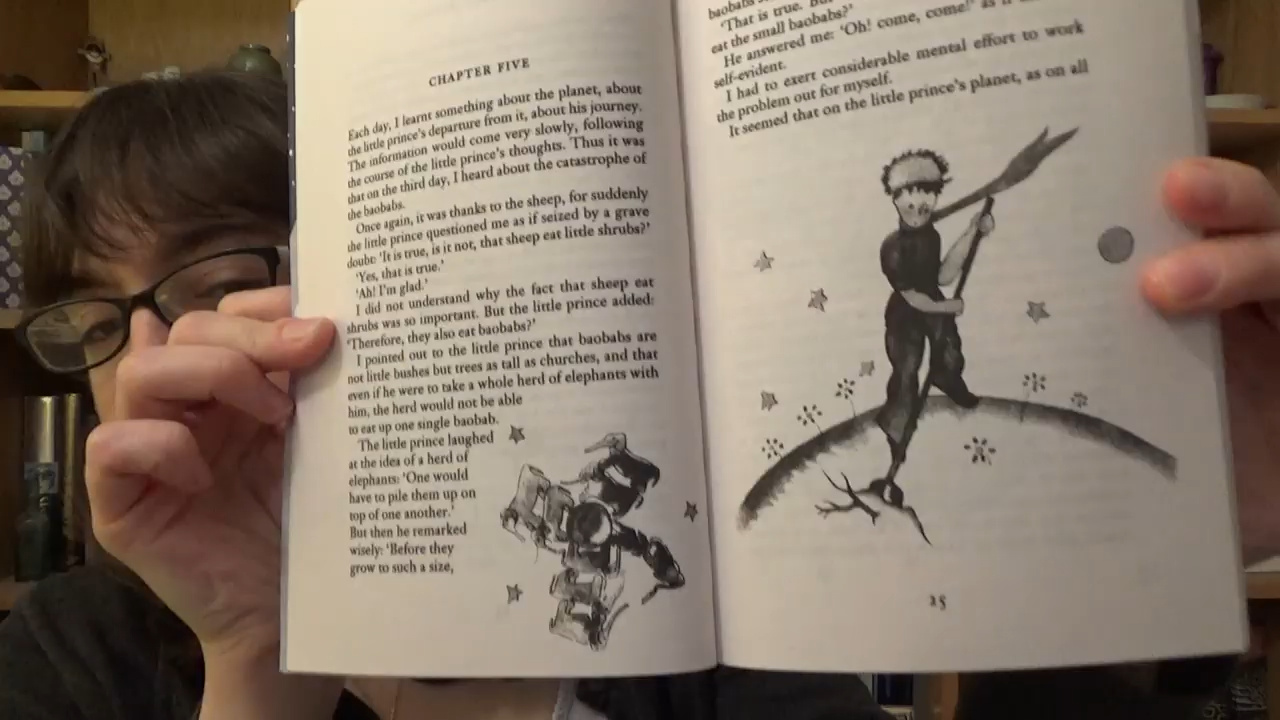 CHAPTER FIVE
Each day, I learnt something about the planet, about
the little prince's departure from it, about his journey.
The information would come very slowly, following
the course of the little prince's thoughts. Thus it was
that on the third day, I heard about the catastrophe of
the baobabs.
Once again, it was thanks to the sheep, for suddenly
the little prince questioned me as if seized by a grave
doubt: 'It is true, is it not, that sheep eat little shrubs?'
'Yes, that is true.'
'Ah! I'm glad.'
I did not understand why the fact that sheep eat
shrubs was so important. But the little prince added:
'Therefore, they also eat baobabs?'
I pointed out to the little prince that baobabs are
not little bushes but trees as tall as churches, and that
even if he were to take a whole herd of elephants with
him, the herd would not be able
to eat up one single baobab.
The little prince laughed
at the idea of a herd of
elephants: 'One would
have to pile them up on
top of one another.'
But then he remarked
wisely: 'Before they
grow to such a size,
baobabs
'That is true. But
eat the small baobabs?'
He answered me: 'Oh! come, come!' as if
self-evident.
I had to exert considerable mental effort to work
the problem out for myself.
It seemed that on the little prince's planet, as on all
25